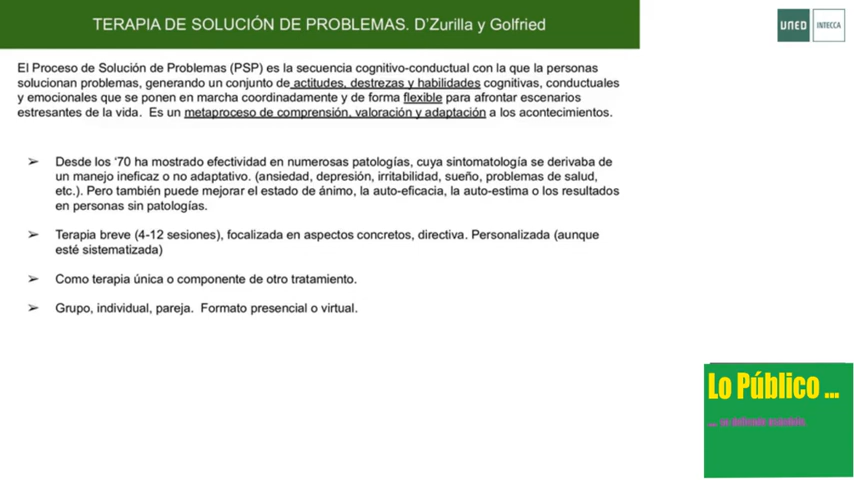 TERAPIA DE SOLUCIÓN DE PROBLEMAS. D’Zurilla y Golfried
UNED
INTECCA
El Proceso de Solución de Problemas (PSP) es la secuencia cognitivo-conductual con la que la personas
solucionan problemas, generando un conjunto de actitudes, destrezas y habilidades cognitivas, conductuales
y emocionales que se ponen en marcha coordinadamente y de forma flexible para afrontar escenarios
estresantes de la vida. Es un metaproceso de comprensión, valoración y adaptación a los acontecimientos.
➢ Desde los ‘70 ha mostrado efectividad en numerosas patologías, cuya sintomatología se derivaba de
un manejo ineficaz o no adaptativo. (ansiedad, depresión, irritabilidad, sueño, problemas de salud,
etc.). Pero también puede mejorar el estado de ánimo, la auto-eficacia, la auto-estima o los resultados
en personas sin patologías.
➢ Terapia breve (4-12 sesiones), focalizada en aspectos concretos, directiva. Personalizada (aunque
esté sistematizada)
➢ Como terapia única o componente de otro tratamiento.
➢ Grupo, individual, pareja. Formato presencial o virtual.
Lo Público ...